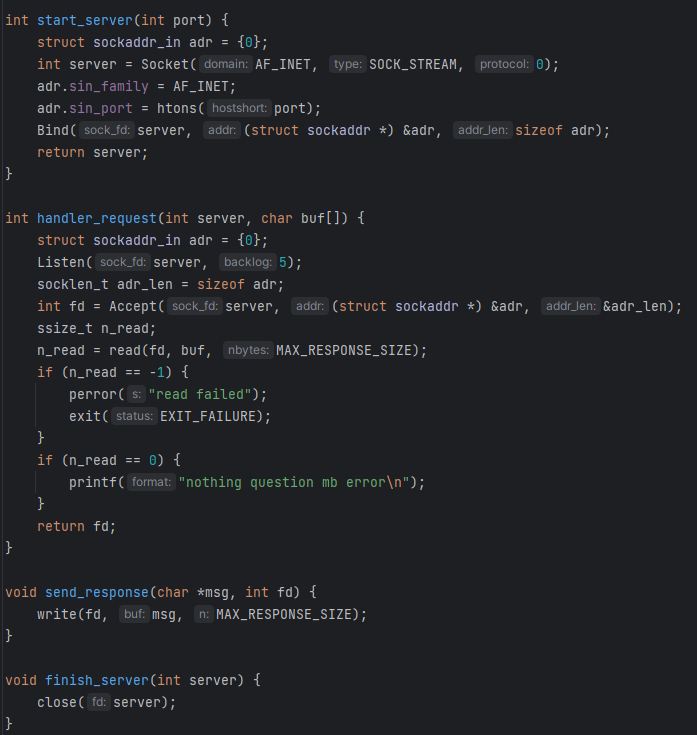 int start_server(int port) {
    struct sockaddr_in adr = {0};
    int server = Socket( domain: AF_INET, type: SOCK_STREAM, protocol: 0);
    adr.sin_family = AF_INET;
    adr.sin_port = htons( hostshort: port);
    Bind( sock_fd: server, addr: (struct sockaddr *) &adr, addr_len: sizeof adr);
    return server;
}
int handler_request(int server, char buf[]) {
    struct sockaddr_in adr = {0};
    Listen( sock_fd: server, backlog: 5);
    socklen_t adr_len = sizeof adr;
    int fd = Accept( sock_fd: server, addr: (struct sockaddr *) &adr, addr_len: &adr_len);
    ssize_t n_read;
    n_read = read(fd, buf, nbytes: MAX_RESPONSE_SIZE);
    if (n_read == -1) {
        perror( s: "read failed");
        exit( status: EXIT_FAILURE);
    }
    if (n_read == 0) {
        printf( format: "nothing question mb error\n");
    }
    return fd;
}
void send_response(char *msg, int fd) {
    write(fd, buf: msg, n: MAX_RESPONSE_SIZE);
}
void finish_server(int server) {
    close( fd: server);
}